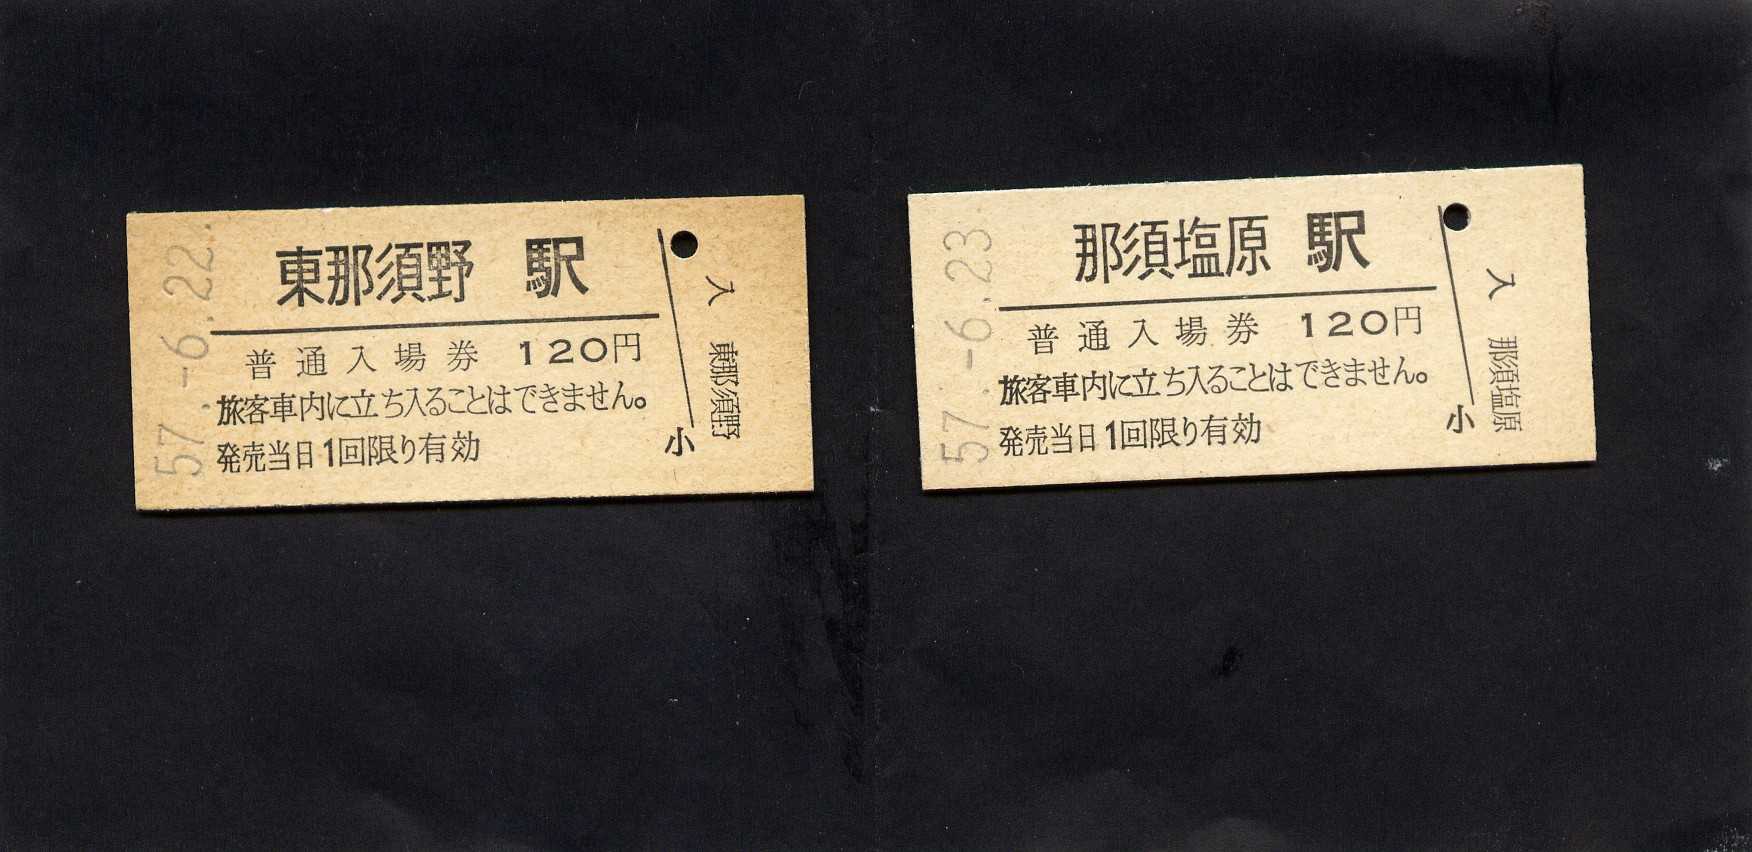 57.-6.22.
東那須野 駅
普通入場券 120円
旅客車内に立ち入ることはできません。
発売当日1回限り有効
小
入 東那須野
57.-6.23
那須塩原 駅
普通入場券 120円
旅客車内に立ち入ることはできません。
発売当日1回限り有効
小
入 那須塩原